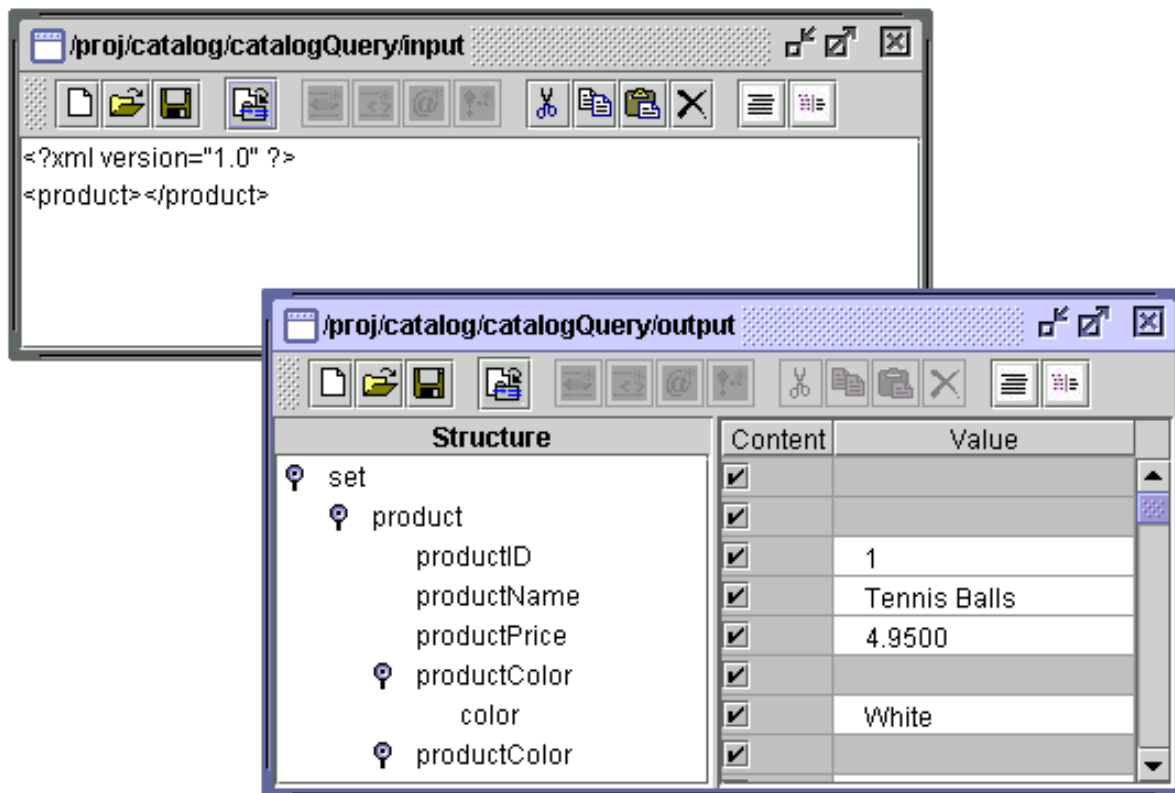 /proj/catalog/catalogQuery/input
<?xml version="1.0" ?>
<product></product>
/proj/catalog/catalogQuery/output
Structure Content Value
set
product
productID 1
productName Tennis Balls
productPrice 4.9500
productColor
color White
productColor